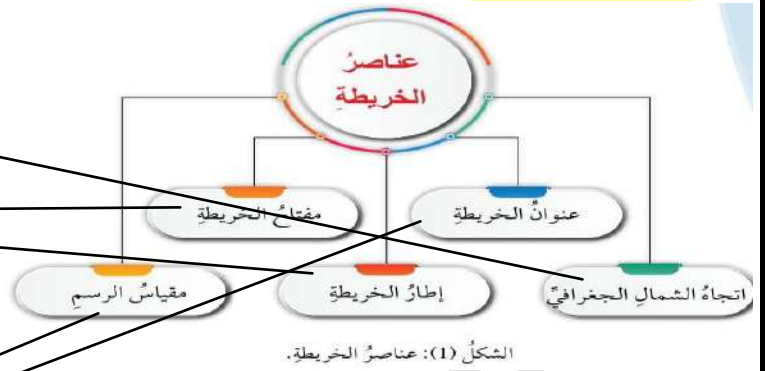 عناصرُ
الخريطةِ
عنوانُ الخريطةِ
مفتاحُ الخريطةِ
اتجاهُ الشمالِ الجغرافيِّ
إطارُ الخريطةِ
مقياسُ الرسمِ
الشكلُ (1): عناصرُ الخريطةِ.